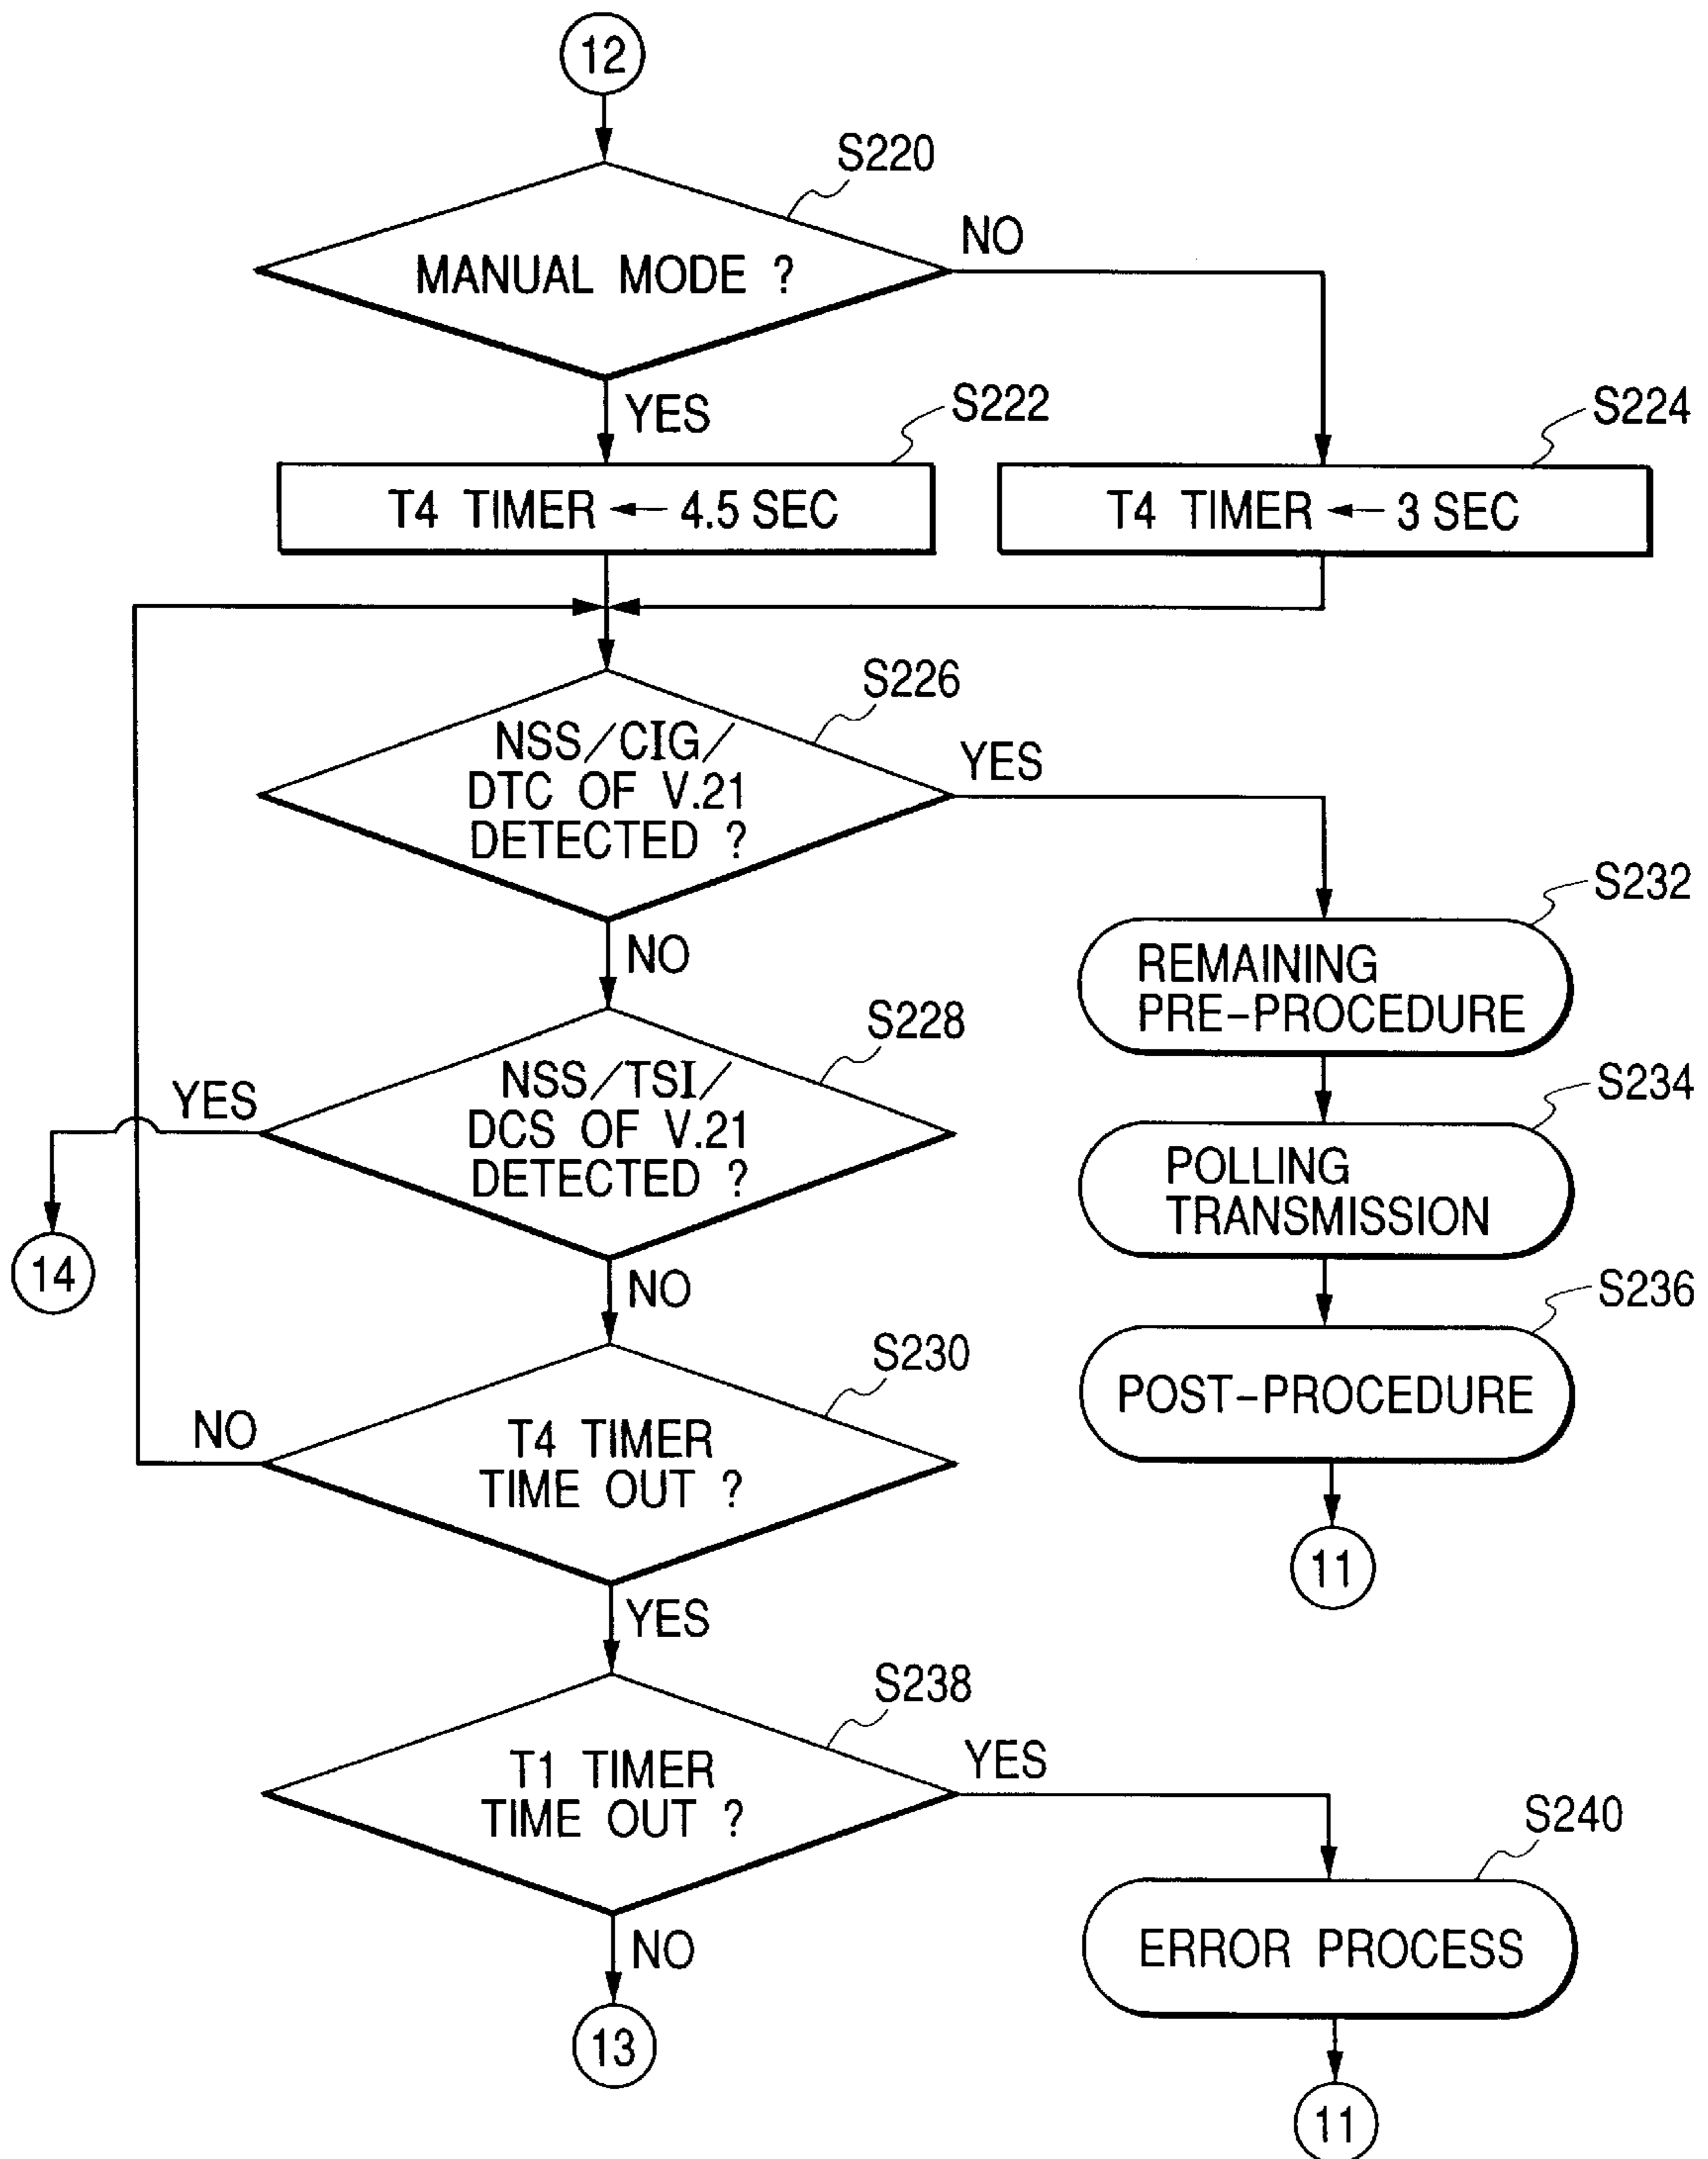 12
S220
MANUAL MODE ?
NO
YES
S222
S224
T4 TIMER ← 4.5 SEC
T4 TIMER ← 3 SEC
S226
NSS/CIG/
DTC OF V.21
DETECTED ?
YES
NO
S232
REMAINING
PRE-PROCEDURE
S228
NSS/TSI/
DCS OF V.21
DETECTED ?
YES
14
NO
S234
POLLING
TRANSMISSION
S236
POST-PROCEDURE
11
S230
T4 TIMER
TIME OUT ?
NO
YES
S238
T1 TIMER
TIME OUT ?
YES
NO
13
S240
ERROR PROCESS
11